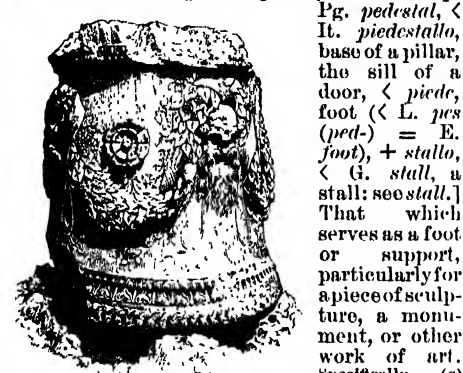 Pg. pedestal, <
It. piedestallo,
base of a pillar,
the sill of a
door, < piede,
foot (< L. pes
(ped-) = E.
foot), + stallo,
< G. stall, a
stall: see stall.]
That which
serves as a foot
or support,
particularly for
a piece of sculp-
ture, a monu-
ment, or other
work of art.